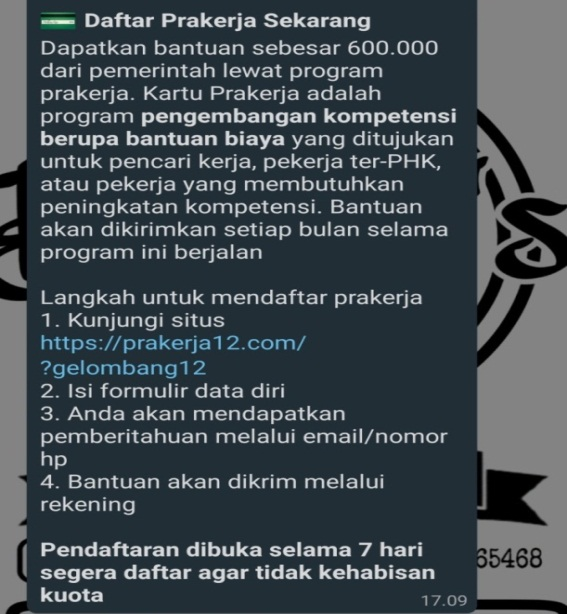 Daftar Prakerja Sekarang
Dapatkan bantuan sebesar 600.000
dari pemerintah lewat program
prakerja. Kartu Prakerja adalah
program pengembangan kompetensi
berupa bantuan biaya yang ditujukan
untuk pencari kerja, pekerja ter-PHK,
atau pekerja yang membutuhkan
peningkatan kompetensi. Bantuan
akan dikirimkan setiap bulan selama
program ini berjalan
Langkah untuk mendaftar prakerja
1. Kunjungi situs
https://prakerja12.com/
?gelombang12
2. Isi formulir data diri
3. Anda akan mendapatkan
pemberitahuan melalui email/nomor
hp
4. Bantuan akan dikrim melalui
rekening
Pendaftaran dibuka selama 7 hari
segera daftar agar tidak kehabisan
kuota
17.09
65468